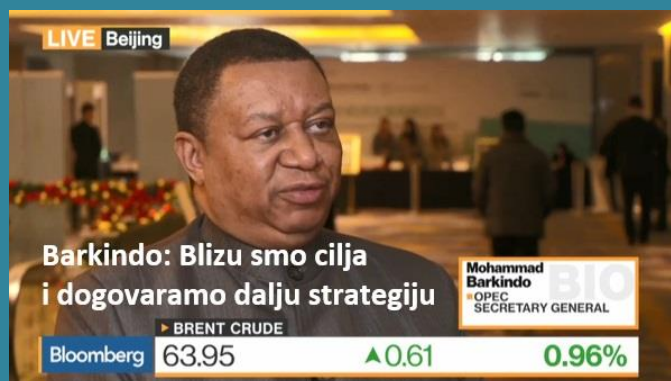 LIVE Beijing
Barkindo: Blizu smo cilja
i dogovaramo dalju strategiju
BIO
Mohammad
Barkindo
OPEC
SECRETARY GENERAL
BRENT CRUDE
Bloomberg 63.95 ▲0.61 0.96%